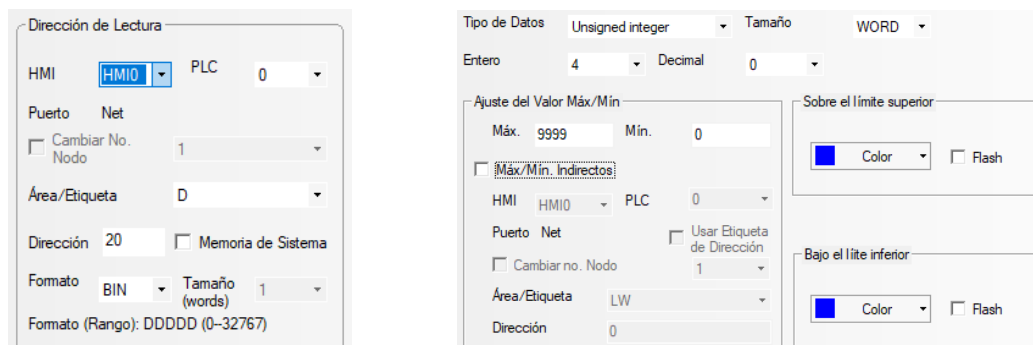 Dirección de Lectura
HMI HMI0 PLC 0
Puerto Net
Cambiar No. Nodo 1
Área/Etiqueta D
Dirección 20 Memoria de Sistema
Formato BIN Tamaño (words) 1
Formato (Rango): DDDDD (0--32767)
Tipo de Datos Unsigned integer Tamaño WORD
Entero 4 Decimal 0
Ajuste del Valor Máx/Mín
Máx. 9999 Mín. 0
Máx/Mín. Indirectos
HMI HMI0 PLC 0
Puerto Net Usar Etiqueta de Dirección
Cambiar no. Nodo 1
Área/Etiqueta LW
Dirección 0
Sobre el límite superior
Color Flash
Bajo el líite inferior
Color Flash